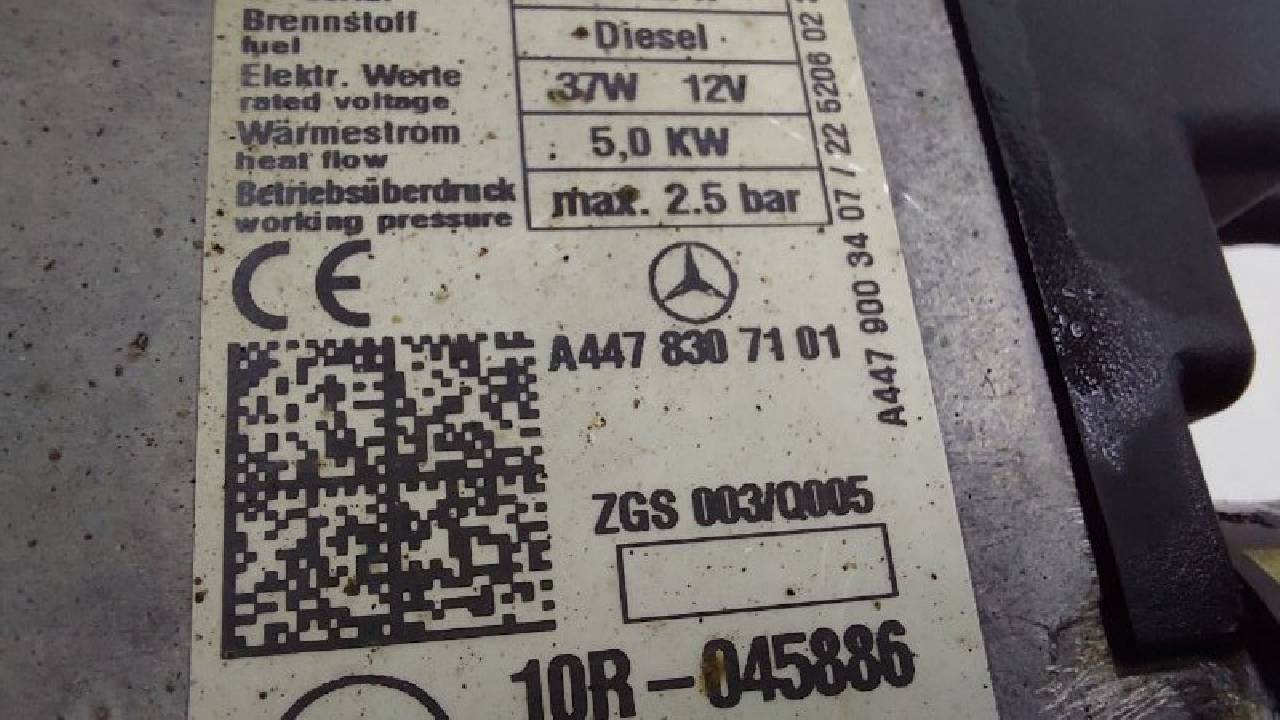 Brennstoff
fuel
Diesel
Elektr. Werte
rated voltage
37W 12V
Wärmestrom
heat flow
5,0 KW
Betriebsüberdruck
working pressure
max. 2.5 bar
CE
A447 830 71 01
A447 900 34 07 / 22 5206 02
ZGS 003/Q005
10R-045886